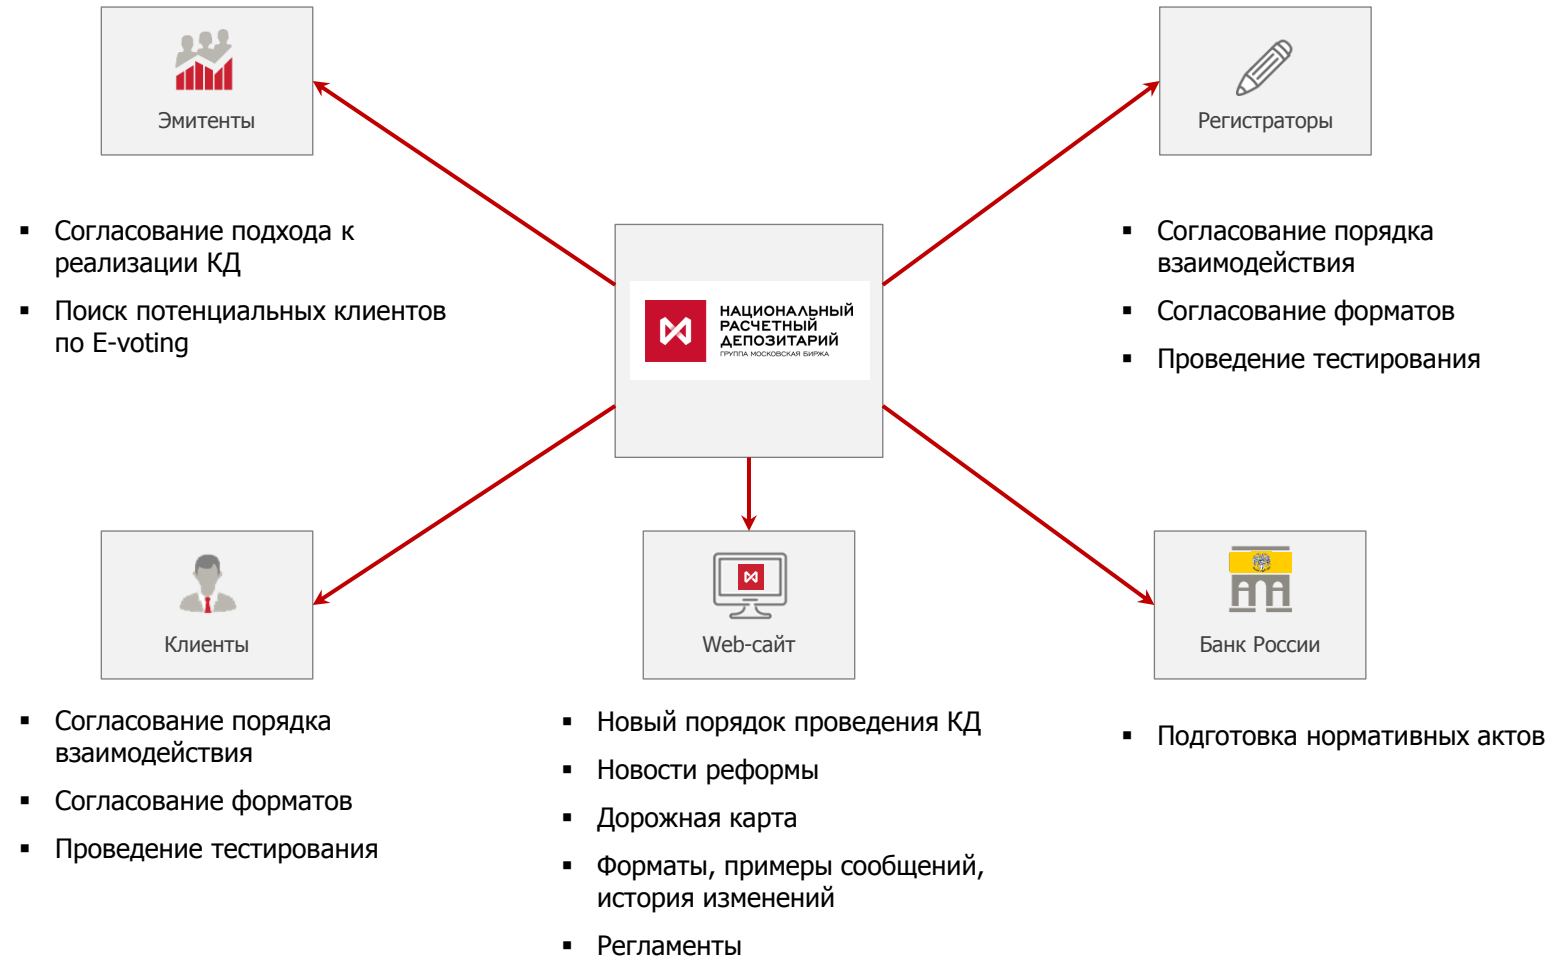 Эмитенты
Регистраторы
▪ Согласование подхода к
реализации КД
▪ Поиск потенциальных клиентов
по E-voting
НАЦИОНАЛЬНЫЙ
РАСЧЕТНЫЙ
ДЕПОЗИТАРИЙ
ГРУППА МОСКОВСКАЯ БИРЖА
▪ Согласование порядка
взаимодействия
▪ Согласование форматов
▪ Проведение тестирования
Клиенты
Web-сайт
Банк России
▪ Согласование порядка
взаимодействия
▪ Согласование форматов
▪ Проведение тестирования
▪ Новый порядок проведения КД
▪ Новости реформы
▪ Дорожная карта
▪ Форматы, примеры сообщений,
история изменений
▪ Регламенты
▪ Подготовка нормативных актов